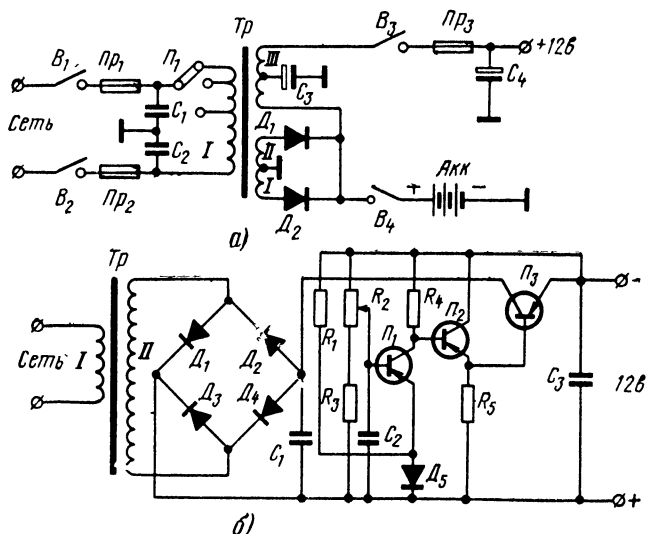 Тр
В₁ Пр₁ П₁ III В₃ Пр₃ +12в
С₃ С₄
Сеть С₁ С₂ I Д₁ II I
В₂ Пр₂ Д₂ В₄ + Акк −
а)
Тр
П₃ −
R₁ R₂ R₄ П₁ П₂
Сеть I II Д₁ Д₂ Д₃ Д₄ R₃ С₂ R₅ С₃ 12в
С₁ Д₅ +
б)